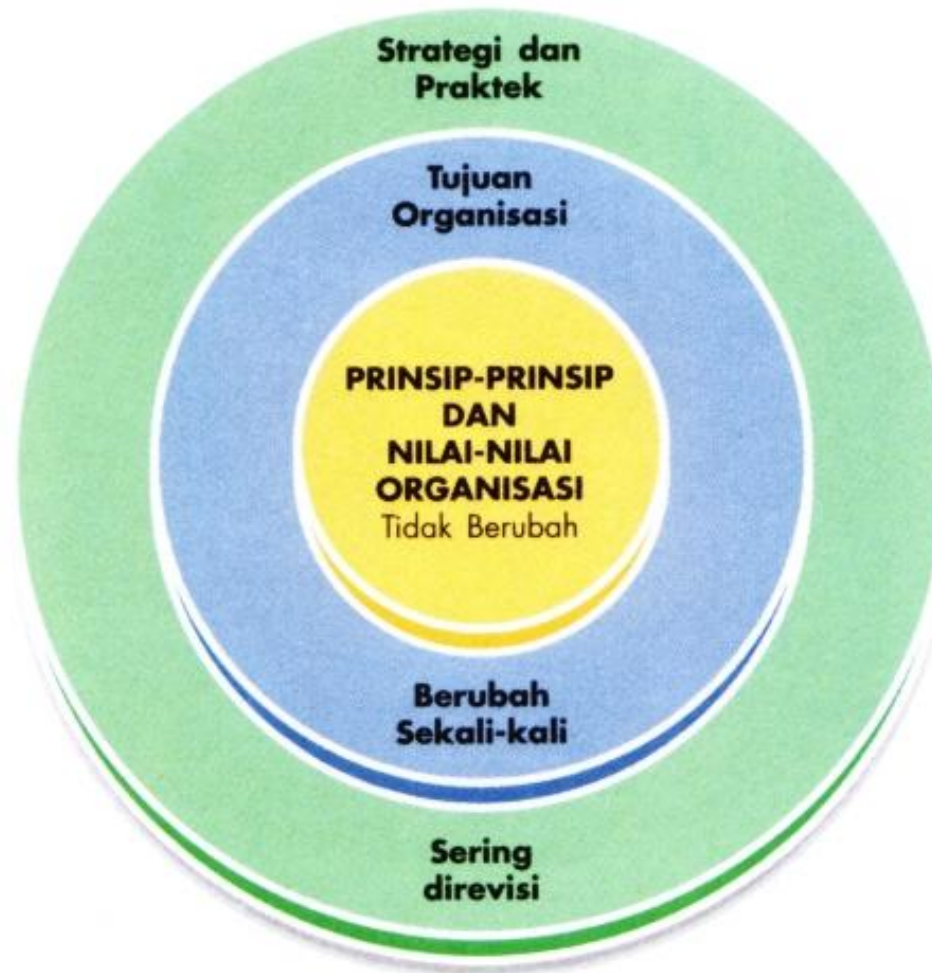 Strategi dan
Praktek
Tujuan
Organisasi
PRINSIP-PRINSIP
DAN
NILAI-NILAI
ORGANISASI
Tidak Berubah
Berubah
Sekali-kali
Sering
direvisi